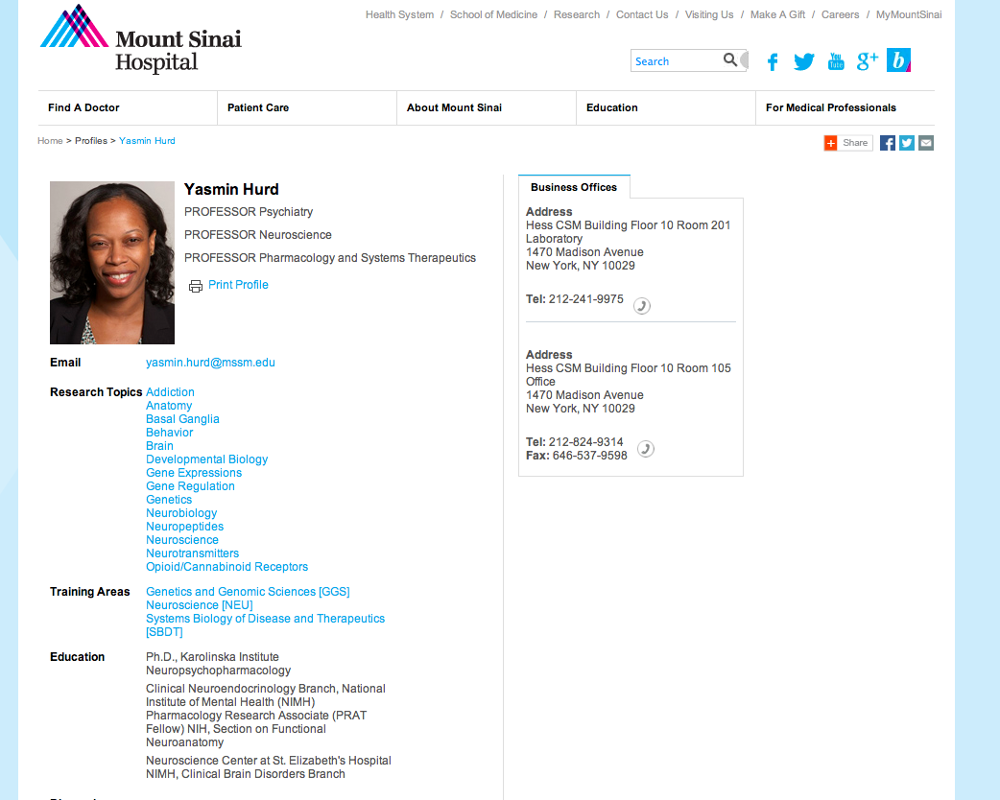 Health System / School of Medicine / Research / Contact Us / Visiting Us / Make A Gift / Careers / MyMountSinai
Mount Sinai
Hospital
Search
You
Tube
Find A Doctor
Patient Care
About Mount Sinai
Education
For Medical Professionals
Home > Profiles > Yasmin Hurd
Share
Yasmin Hurd
PROFESSOR Psychiatry
PROFESSOR Neuroscience
PROFESSOR Pharmacology and Systems Therapeutics
Print Profile
Email yasmin.hurd@mssm.edu
Research Topics Addiction
Anatomy
Basal Ganglia
Behavior
Brain
Developmental Biology
Gene Expressions
Gene Regulation
Genetics
Neurobiology
Neuropeptides
Neuroscience
Neurotransmitters
Opioid/Cannabinoid Receptors
Training Areas Genetics and Genomic Sciences [GGS]
Neuroscience [NEU]
Systems Biology of Disease and Therapeutics
[SBDT]
Education Ph.D., Karolinska Institute
Neuropsychopharmacology
Clinical Neuroendocrinology Branch, National
Institute of Mental Health (NIMH)
Pharmacology Research Associate (PRAT
Fellow) NIH, Section on Functional
Neuroanatomy
Neuroscience Center at St. Elizabeth's Hospital
NIMH, Clinical Brain Disorders Branch
Business Offices
Address
Hess CSM Building Floor 10 Room 201
Laboratory
1470 Madison Avenue
New York, NY 10029
Tel: 212-241-9975
Address
Hess CSM Building Floor 10 Room 105
Office
1470 Madison Avenue
New York, NY 10029
Tel: 212-824-9314
Fax: 646-537-9598